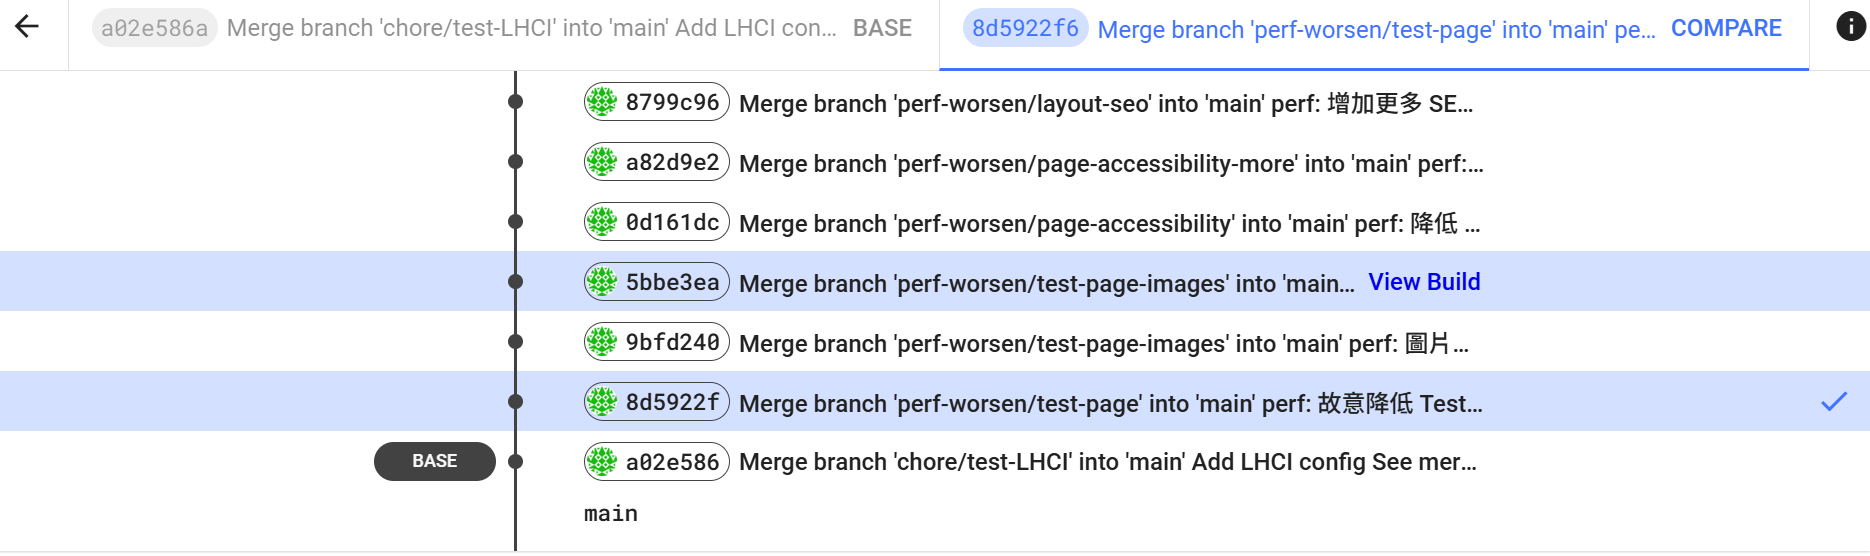 a02e586a Merge branch 'chore/test-LHCI' into 'main' Add LHCI con... BASE
8d5922f6 Merge branch 'perf-worsen/test-page' into 'main' pe... COMPARE
8799c96 Merge branch 'perf-worsen/layout-seo' into 'main' perf: 增加更多 SE...
a82d9e2 Merge branch 'perf-worsen/page-accessibility-more' into 'main' perf:...
0d161dc Merge branch 'perf-worsen/page-accessibility' into 'main' perf: 降低 ...
5bbe3ea Merge branch 'perf-worsen/test-page-images' into 'main... View Build
9bfd240 Merge branch 'perf-worsen/test-page-images' into 'main' perf: 圖片...
8d5922f Merge branch 'perf-worsen/test-page' into 'main' perf: 故意降低 Test...
BASE a02e586 Merge branch 'chore/test-LHCI' into 'main' Add LHCI config See mer...
main